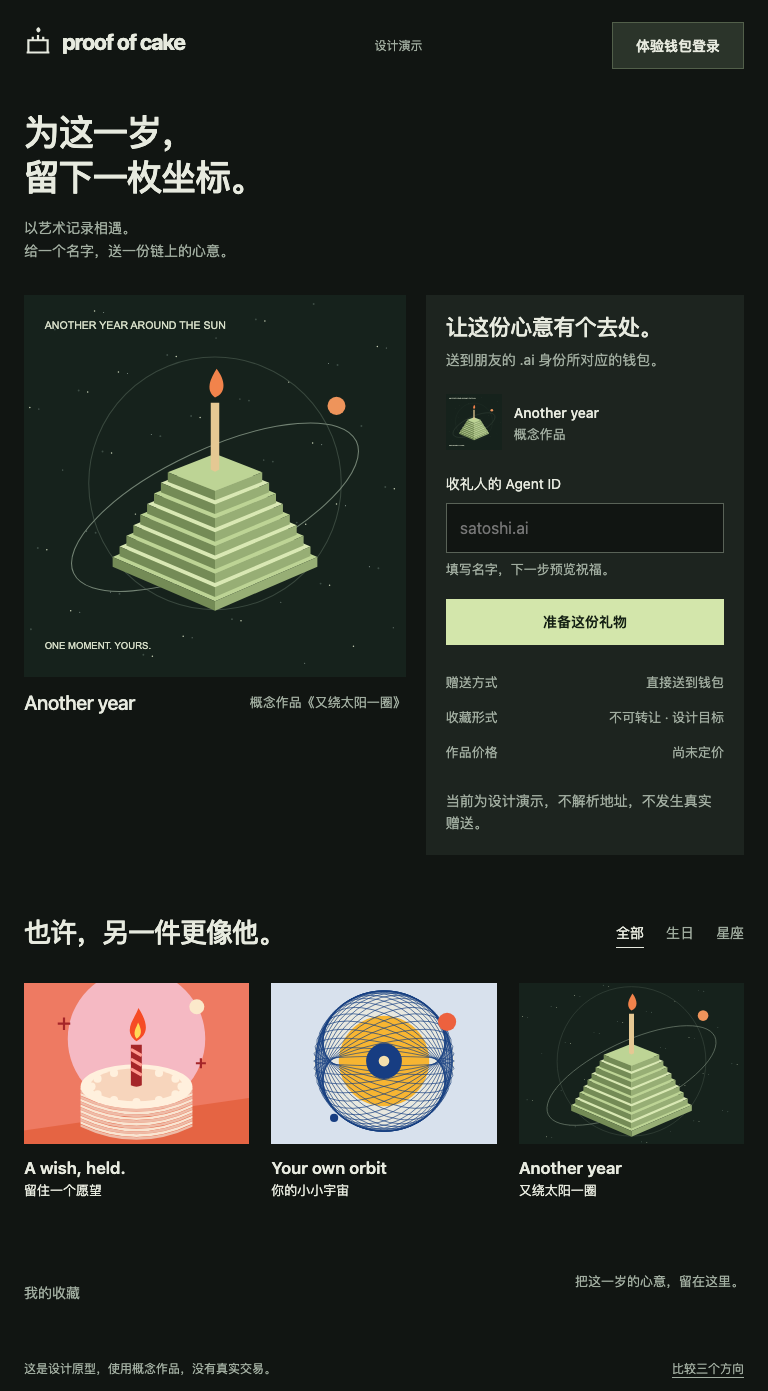 proof of cake
设计演示
体验钱包登录
为这一岁，
留下一枚坐标。
以艺术记录相遇。
给一个名字，送一份链上的心意。
ANOTHER YEAR AROUND THE SUN
ONE MOMENT. YOURS.
Another year
概念作品《又绕太阳一圈》
让这份心意有个去处。
送到朋友的 .ai 身份所对应的钱包。
Another year
概念作品
收礼人的 Agent ID
satoshi.ai
填写名字，下一步预览祝福。
准备这份礼物
赠送方式 直接送到钱包
收藏形式 不可转让 · 设计目标
作品价格 尚未定价
当前为设计演示，不解析地址，不发生真实
赠送。
也许，另一件更像他。
全部 生日 星座
A wish, held.
留住一个愿望
Your own orbit
你的小小宇宙
Another year
又绕太阳一圈
我的收藏
把这一岁的心意，留在这里。
这是设计原型，使用概念作品，没有真实交易。
比较三个方向